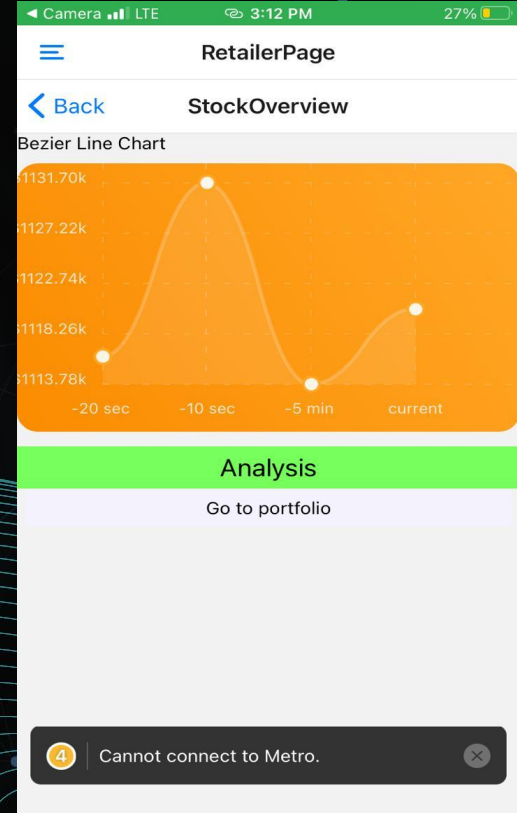 ◀ Camera LTE 3:12 PM 27%
RetailerPage
Back StockOverview
Bezier Line Chart
$1131.70k
$1127.22k
$1122.74k
$1118.26k
$1113.78k
-20 sec -10 sec -5 min current
Analysis
Go to portfolio
4 Cannot connect to Metro.